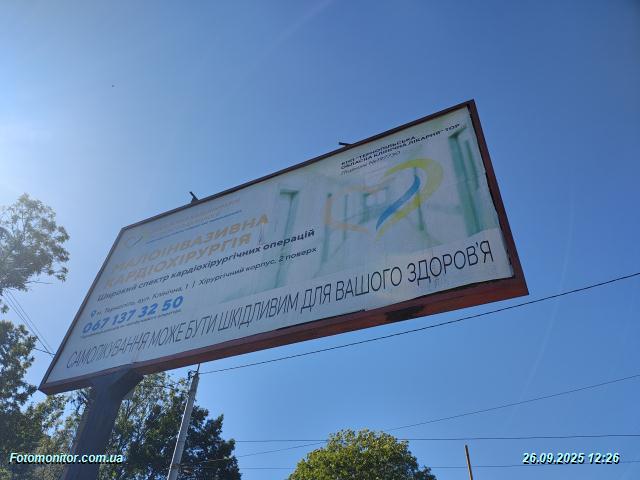 КНП "ТЕРНОПІЛЬСЬКА
ОБЛАСНА КЛІНІЧНА ЛІКАРНЯ" ТОР
МАЛОІНВАЗИВНА
КАРДІОХІРУРГІЯ
Широкий спектр кардіохірургічних операцій
м. Тернопіль, вул. Клінічна, 1 | Хірургічний корпус, 2 поверх
067 137 32 50
САМОЛІКУВАННЯ МОЖЕ БУТИ ШКІДЛИВИМ ДЛЯ ВАШОГО ЗДОРОВ'Я
Fotomonitor.com.ua
26.09.2025 12:26